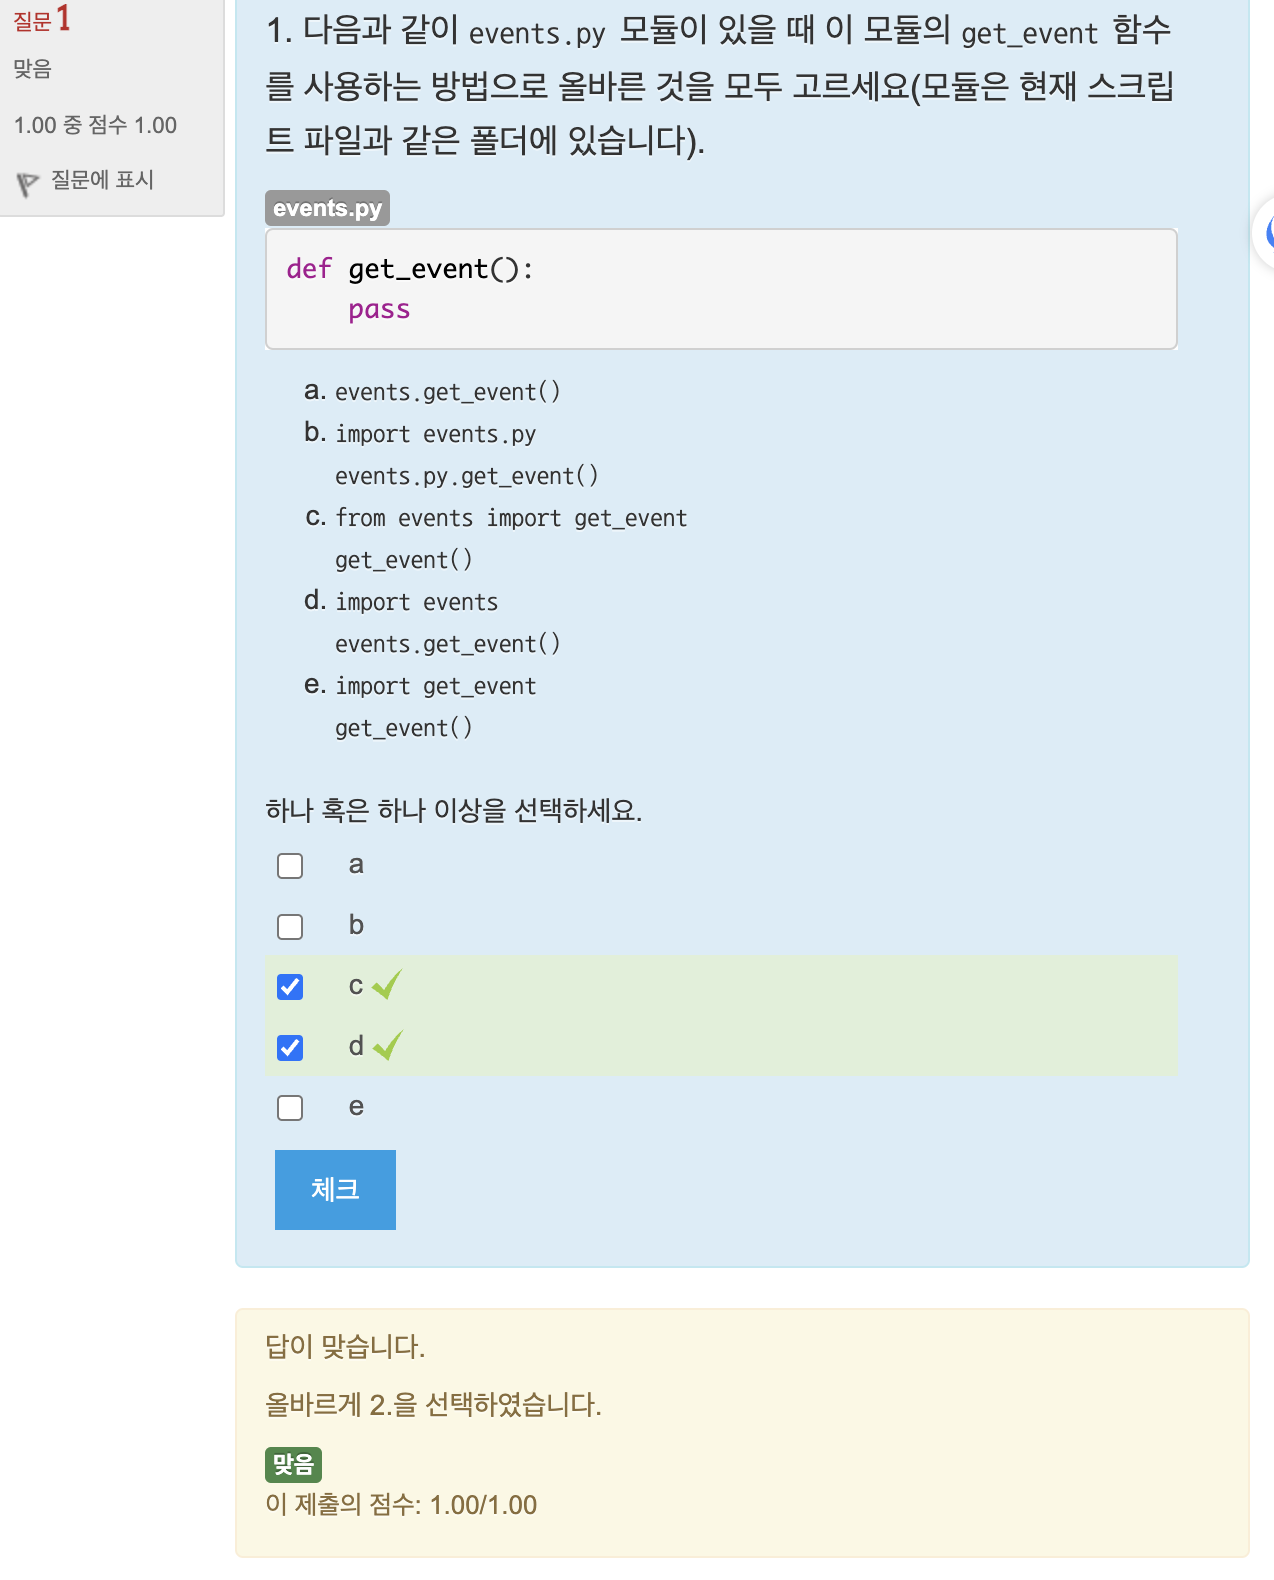 질문 1
맞음
1.00 중 점수 1.00
질문에 표시
1. 다음과 같이 events.py 모듈이 있을 때 이 모듈의 get_event 함수
를 사용하는 방법으로 올바른 것을 모두 고르세요(모듈은 현재 스크립
트 파일과 같은 폴더에 있습니다).
events.py
def get_event():
    pass
a. events.get_event()
b. import events.py
events.py.get_event()
c. from events import get_event
get_event()
d. import events
events.get_event()
e. import get_event
get_event()
하나 혹은 하나 이상을 선택하세요.
a
b
c
d
e
체크
답이 맞습니다.
올바르게 2.을 선택하였습니다.
맞음
이 제출의 점수: 1.00/1.00